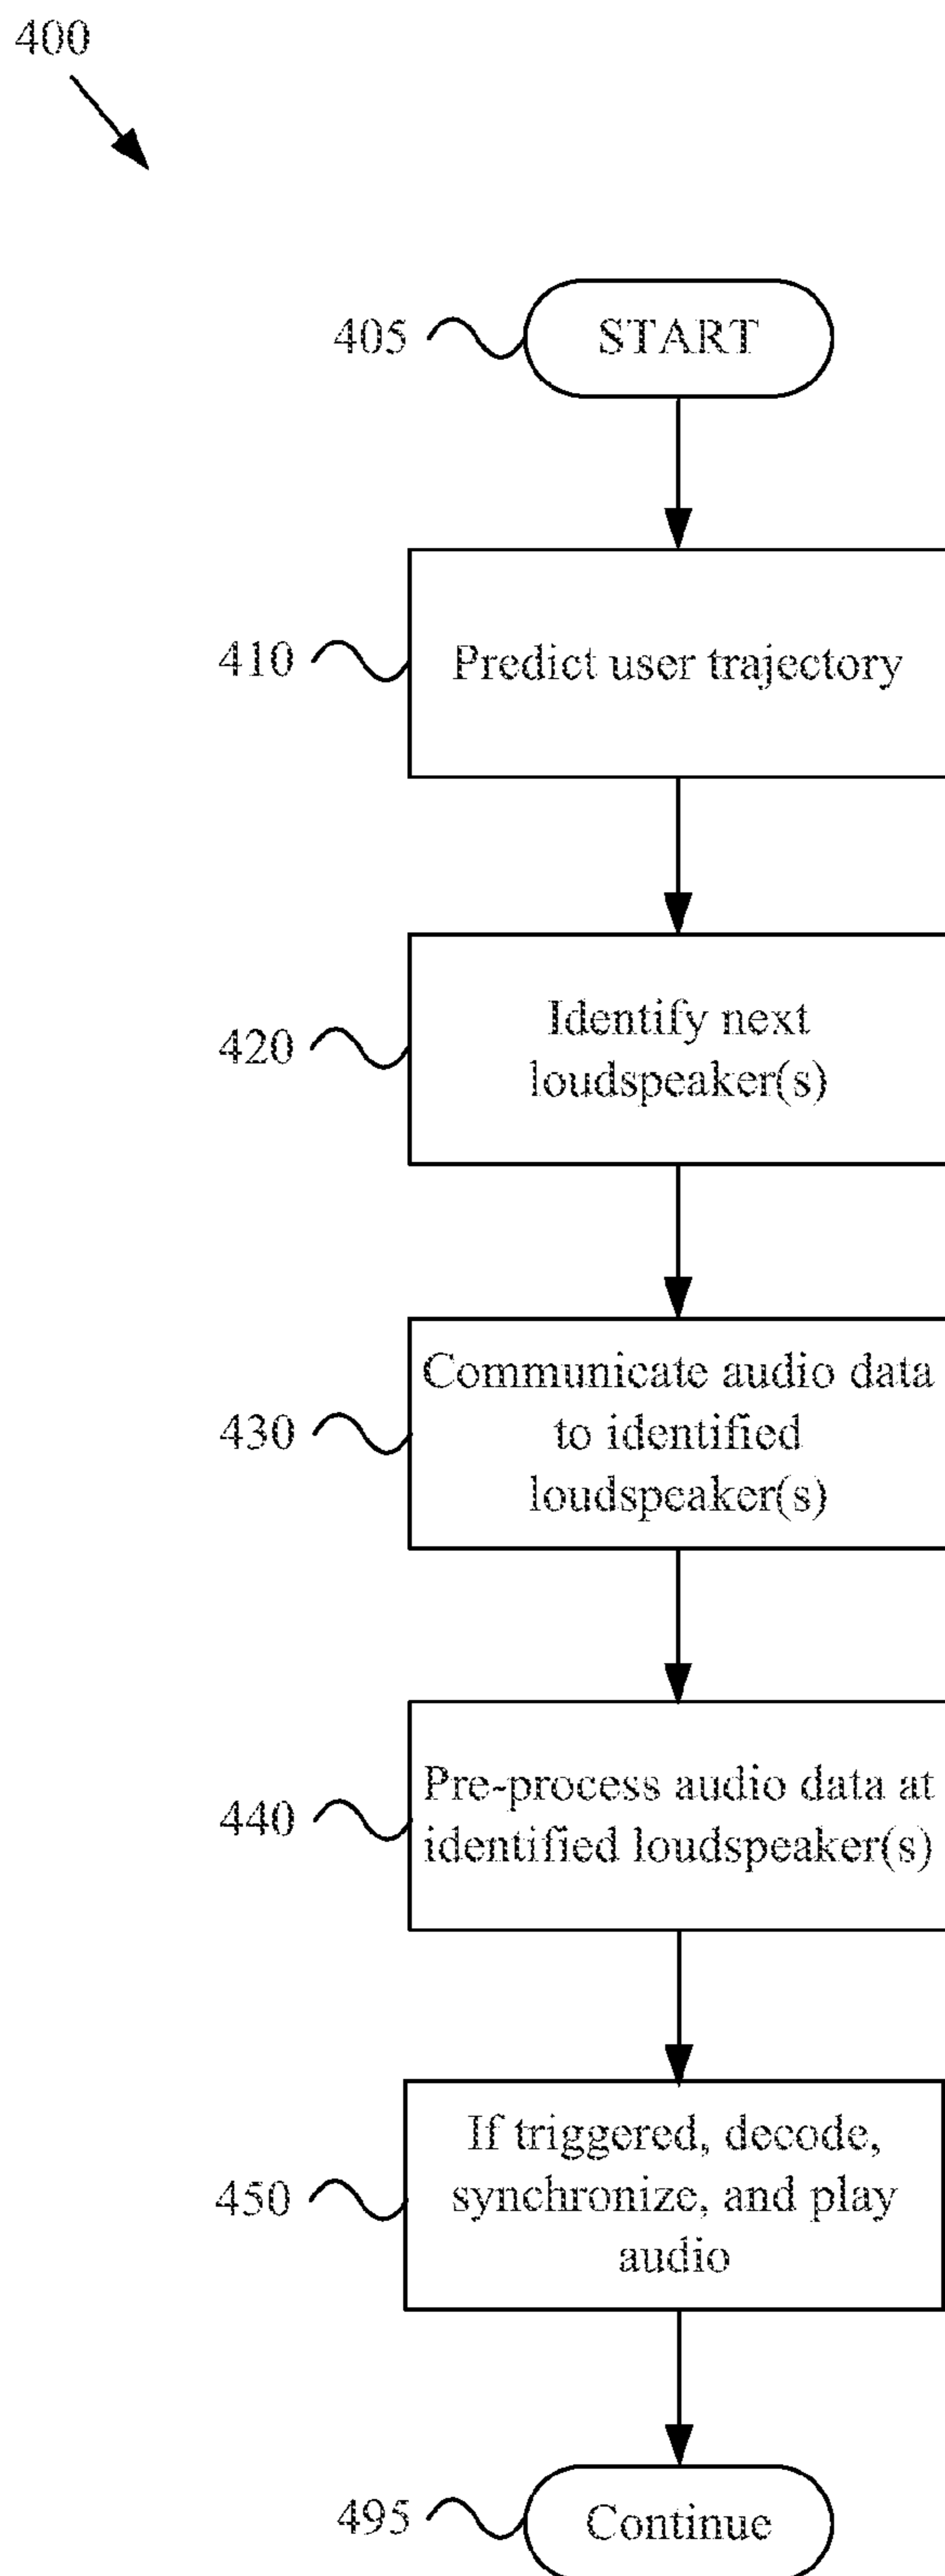 400
405
START
410
Predict user trajectory
420
Identify next
loudspeaker(s)
430
Communicate audio data
to identified
loudspeaker(s)
440
Pre-process audio data at
identified loudspeaker(s)
450
If triggered, decode,
synchronize, and play
audio
495
Continue